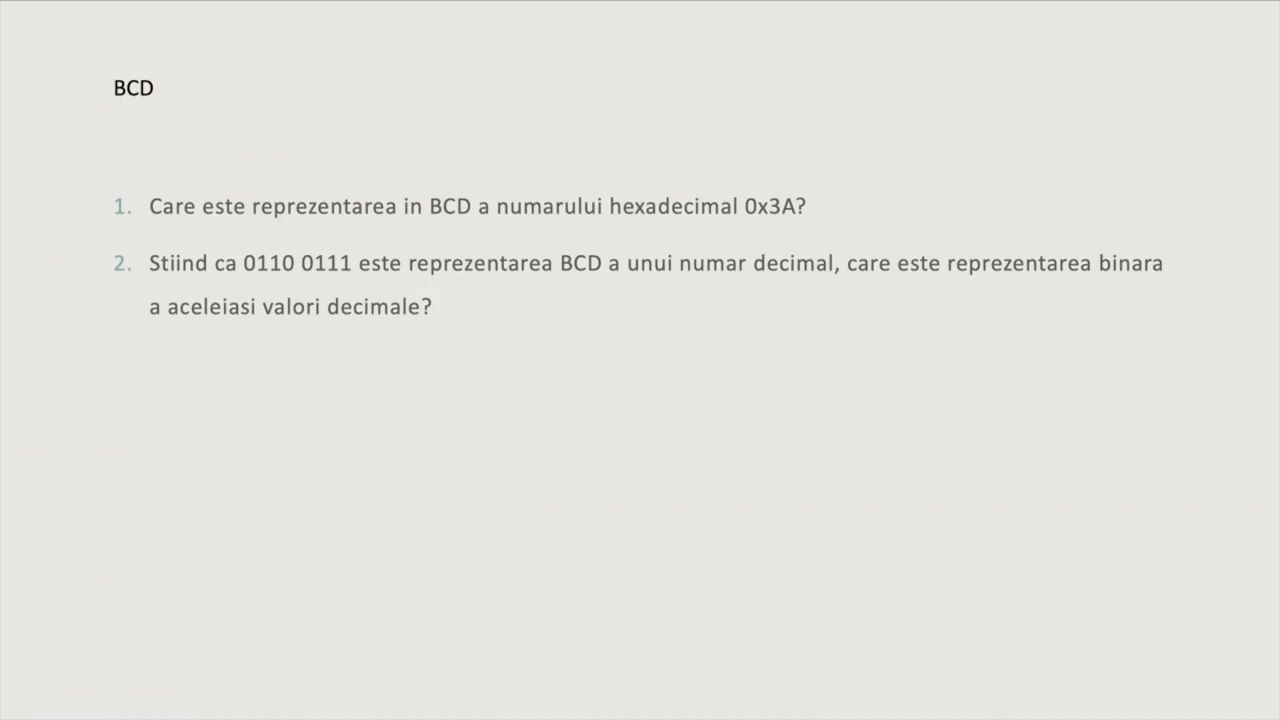 BCD
1. Care este reprezentarea in BCD a numarului hexadecimal 0x3A?
2. Stiind ca 0110 0111 este reprezentarea BCD a unui numar decimal, care este reprezentarea binara
a aceleiasi valori decimale?